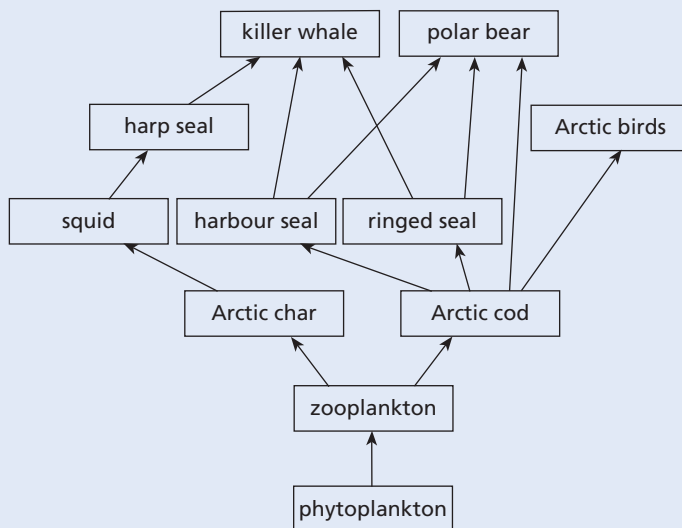 killer whale
polar bear
harp seal
Arctic birds
squid
harbour seal
ringed seal
Arctic char
Arctic cod
zooplankton
phytoplankton